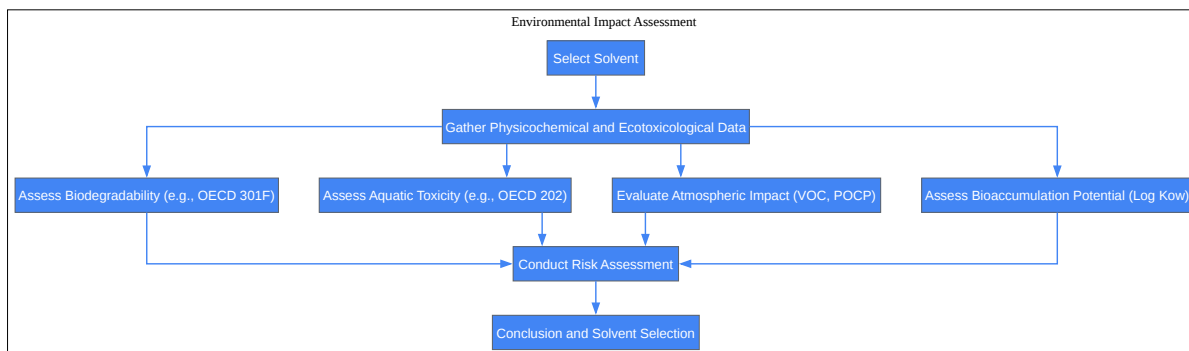 Environmental Impact Assessment
Select Solvent
Gather Physicochemical and Ecotoxicological Data
Assess Biodegradability (e.g., OECD 301F)
Assess Aquatic Toxicity (e.g., OECD 202)
Evaluate Atmospheric Impact (VOC, POCP)
Assess Bioaccumulation Potential (Log Kow)
Conduct Risk Assessment
Conclusion and Solvent Selection